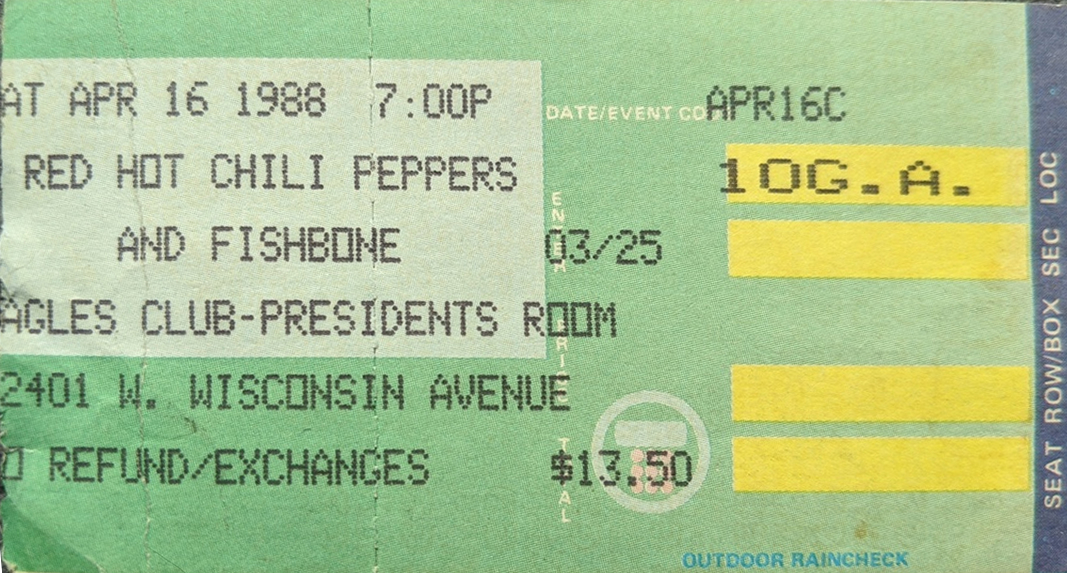 AT APR 16 1988 7:00P
DATE/EVENT CO
APR16C
RED HOT CHILI PEPPERS
10G.A.
AND FISHBONE
03/25
AGLES CLUB-PRESIDENTS ROOM
2401 W. WISCONSIN AVENUE
REFUND/EXCHANGES
$13.50
OUTDOOR RAINCHECK
SEAT ROW/BOX SEC LOC